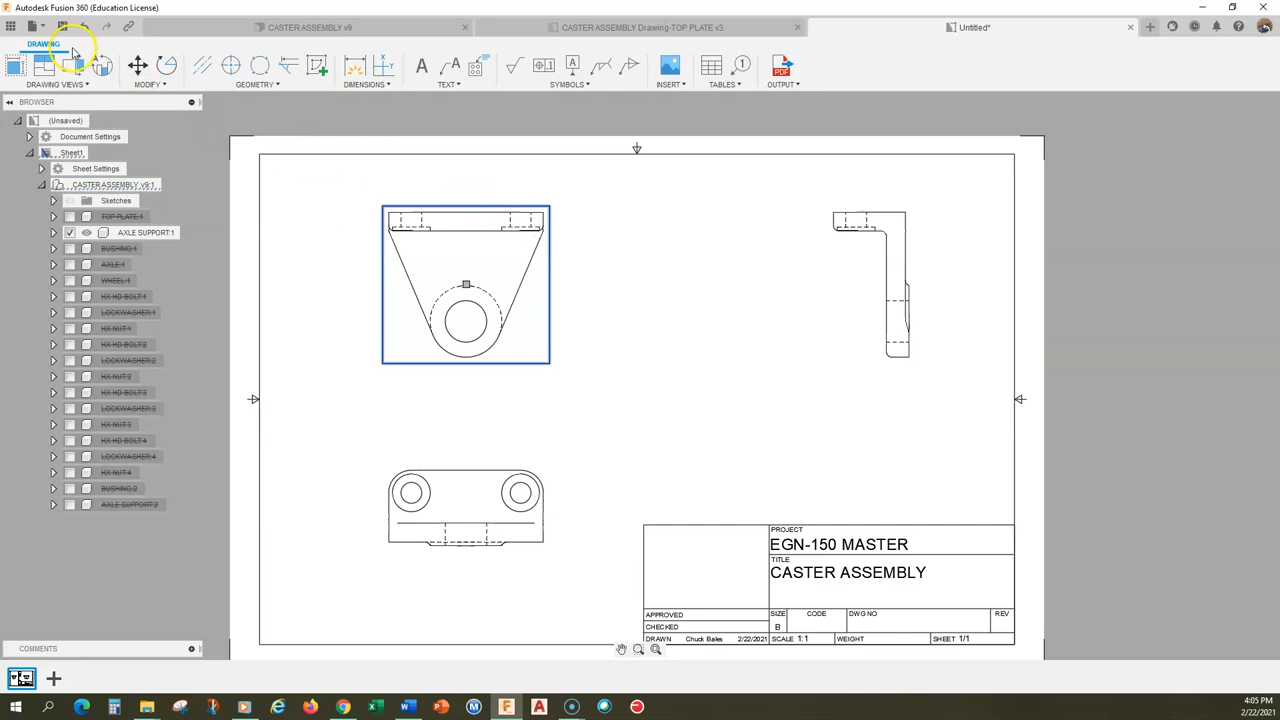 Autodesk Fusion 360 (Education License)
CASTER ASSEMBLY v9
CASTER ASSEMBLY Drawing-TOP PLATE v3
Untitled*
DRAWING
DRAWING VIEWS
MODIFY
GEOMETRY
DIMENSIONS
TEXT
SYMBOLS
INSERT
TABLES
PDF
OUTPUT
BROWSER
(Unsaved)
Document Settings
Sheet1
Sheet Settings
CASTER ASSEMBLY v9:1
Sketches
TOP PLATE:1
AXLE SUPPORT:1
BUSHING:1
AXLE:1
WHEEL:1
HX HD BOLT:1
LOCKWASHER:1
HX NUT:1
HX HD BOLT:2
LOCKWASHER:2
HX NUT:2
HX HD BOLT:3
LOCKWASHER:3
HX NUT:3
HX HD BOLT:4
LOCKWASHER:4
HX NUT:4
BUSHING:2
AXLE SUPPORT:2
PROJECT
EGN-150 MASTER
TITLE
CASTER ASSEMBLY
APPROVED
CHECKED
DRAWN Chuck Bales 2/22/2021
SIZE CODE DWG NO REV
B
SCALE 1:1 WEIGHT SHEET 1/1
COMMENTS
4:05 PM
2/22/2021